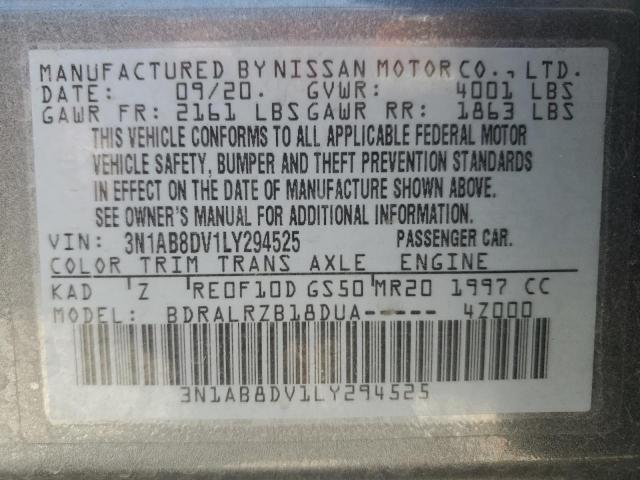 MANUFACTURED BY NISSAN MOTOR CO., LTD.
DATE: 09/20. GVWR: 4001 LBS
GAWR FR: 2161 LBS GAWR RR: 1863 LBS
THIS VEHICLE CONFORMS TO ALL APPLICABLE FEDERAL MOTOR
VEHICLE SAFETY, BUMPER AND THEFT PREVENTION STANDARDS
IN EFFECT ON THE DATE OF MANUFACTURE SHOWN ABOVE.
SEE OWNER'S MANUAL FOR ADDITIONAL INFORMATION.
VIN: 3N1AB8DV1LY294525 PASSENGER CAR.
COLOR TRIM TRANS AXLE ENGINE
KAD Z RE0F10D GS50 MR20 1997 CC
MODEL: BDRALRZB18DUA----- 4Z000
3N1AB8DV1LY294525